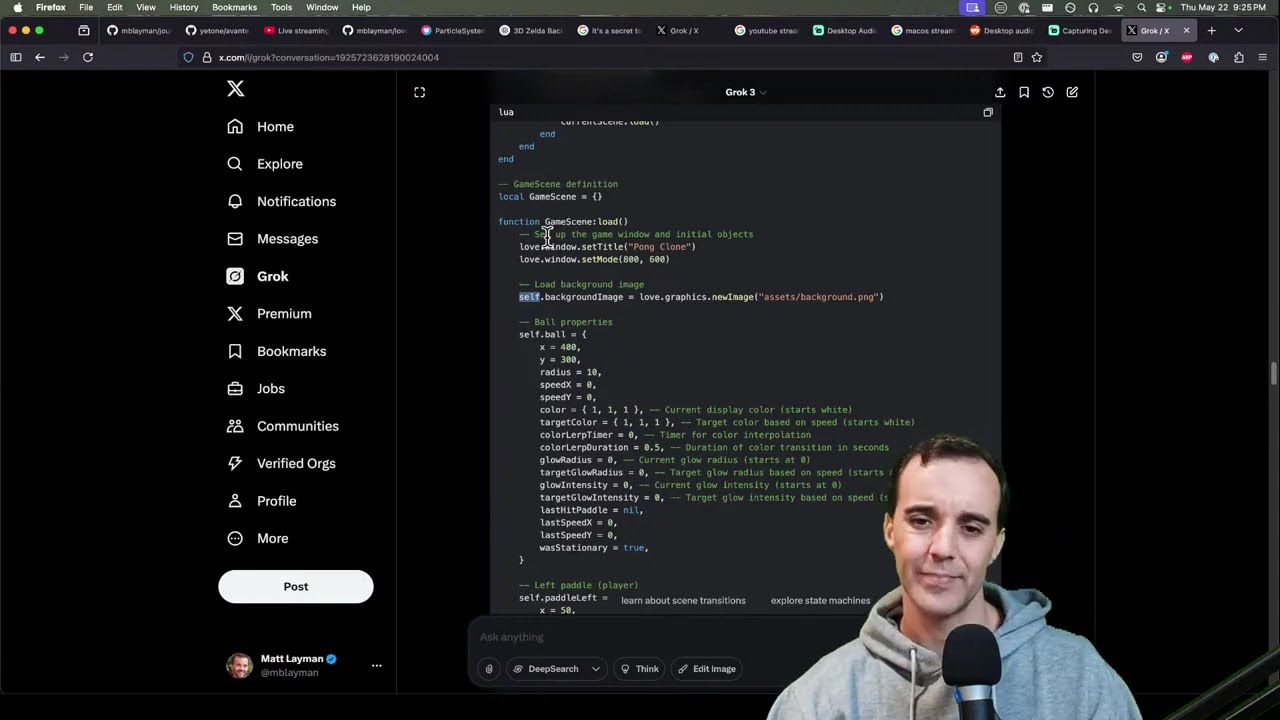 Firefox File Edit View History Bookmarks Tools Window Help
Thu May 22 9:25 PM
mblayman/jou
yetone/avante
Live streaming
mblayman/love
ParticleSystem
3D Zelda Back
it's a secret to
Grok / X
youtube strea
Desktop Audi
macos stream
Desktop audio
Capturing Des
Grok / X
x.com/i/grok?conversation=1925723628190024004
ABP
Home
Explore
Notifications
Messages
Grok
Premium
Bookmarks
Jobs
Communities
Verified Orgs
Profile
More
Post
Matt Layman
@mblayman
Grok 3
lua
currentScene:load()
end
end
end
-- GameScene definition
local GameScene = {}
function GameScene:load()
-- Set up the game window and initial objects
love.window.setTitle("Pong Clone")
love.window.setMode(800, 600)
-- Load background image
self.backgroundImage = love.graphics.newImage("assets/background.png")
-- Ball properties
self.ball = {
x = 400,
y = 300,
radius = 10,
speedX = 0,
speedY = 0,
color = { 1, 1, 1 }, -- Current display color (starts white)
targetColor = { 1, 1, 1 }, -- Target color based on speed (starts white)
colorLerpTimer = 0, -- Timer for color interpolation
colorLerpDuration = 0.5, -- Duration of color transition in seconds
glowRadius = 0, -- Current glow radius (starts at 0)
targetGlowRadius = 0, -- Target glow radius based on speed (starts
glowIntensity = 0, -- Current glow intensity (starts at 0)
targetGlowIntensity = 0, -- Target glow intensity based on speed (s
lastHitPaddle = nil,
lastSpeedX = 0,
lastSpeedY = 0,
wasStationary = true,
}
-- Left paddle (player)
self.paddleLeft =
x = 50,
learn about scene transitions
explore state machines
Ask anything
DeepSearch
Think
Edit Image